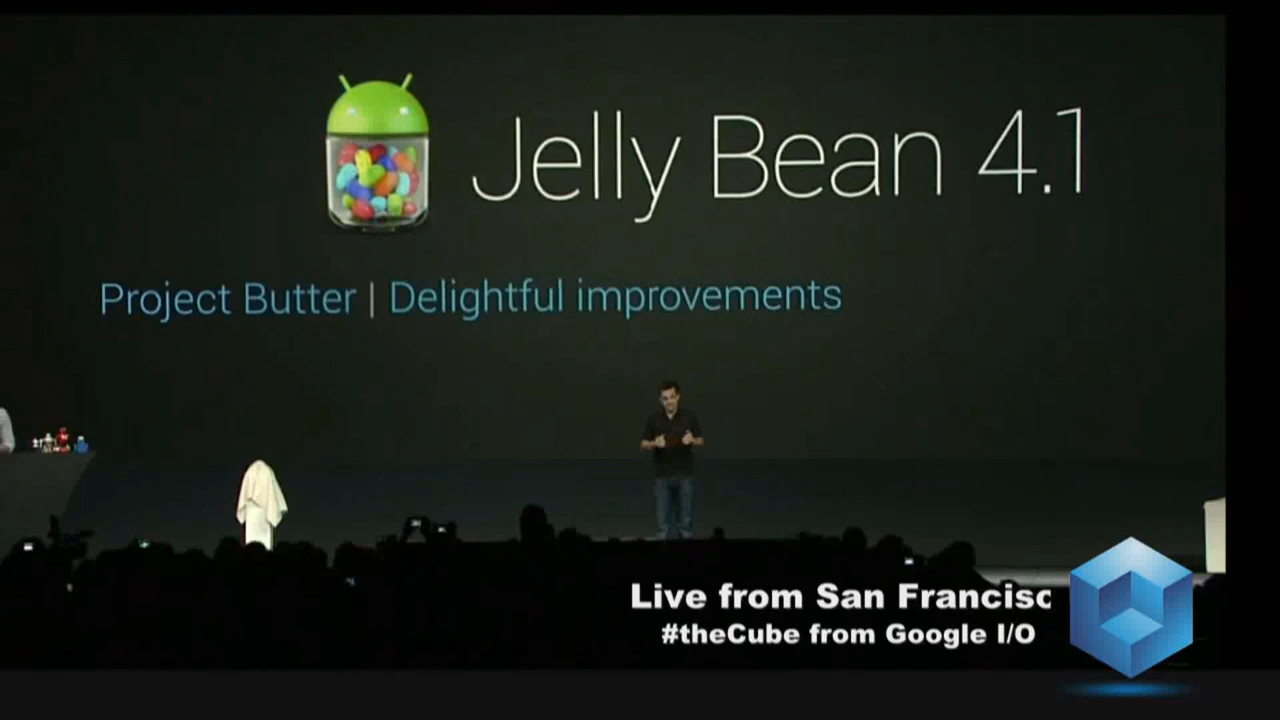 Jelly Bean 4.1
Project Butter | Delightful improvements
Live from San Francisc
#theCube from Google I/O